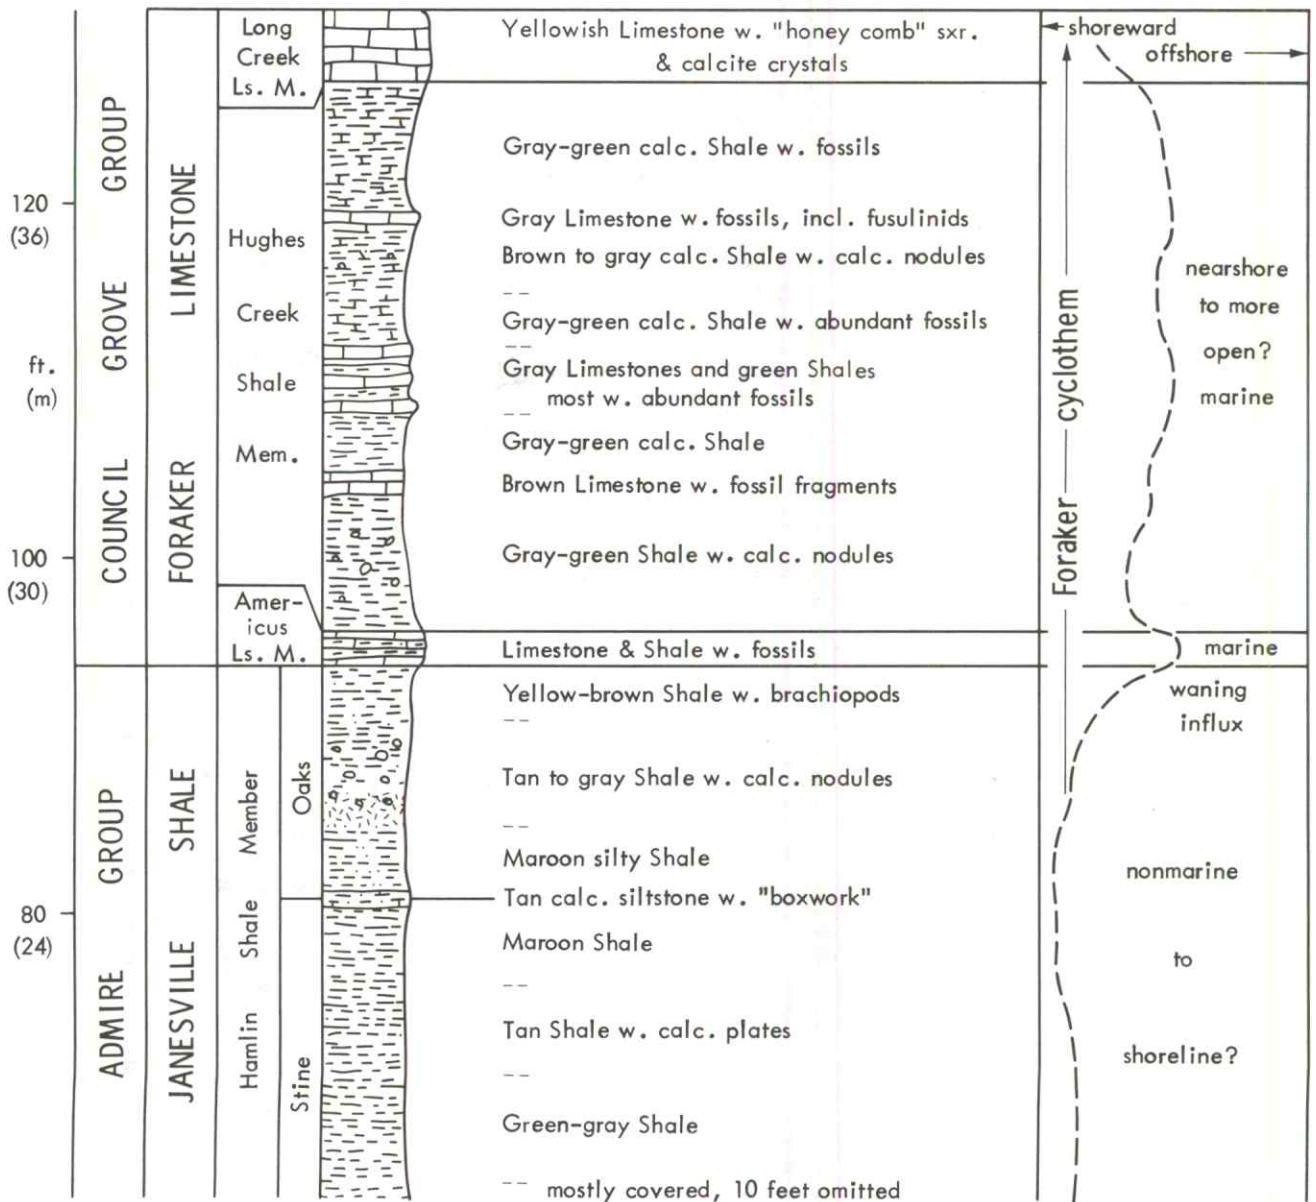 120
(36)
ft.
(m)
100
(30)
80
(24)
COUNCIL GROVE GROUP
ADMIRE GROUP
FORAKER LIMESTONE
JANESVILLE SHALE
Long
Creek
Ls. M.
Hughes
Creek
Shale
Mem.
Amer-
icus
Ls. M.
Hamlin Shale Member
Oaks
Stine
Yellowish Limestone w. "honey comb" sxr.
& calcite crystals
Gray-green calc. Shale w. fossils
Gray Limestone w. fossils, incl. fusulinids
Brown to gray calc. Shale w. calc. nodules
--
Gray-green calc. Shale w. abundant fossils
--
Gray Limestones and green Shales
most w. abundant fossils
--
Gray-green calc. Shale
Brown Limestone w. fossil fragments
Gray-green Shale w. calc. nodules
Limestone & Shale w. fossils
Yellow-brown Shale w. brachiopods
--
Tan to gray Shale w. calc. nodules
--
Maroon silty Shale
Tan calc. siltstone w. "boxwork"
Maroon Shale
--
Tan Shale w. calc. plates
--
Green-gray Shale
-- mostly covered, 10 feet omitted
shoreward
offshore
Foraker cyclothem
nearshore
to more
open?
marine
marine
waning
influx
nonmarine
to
shoreline?